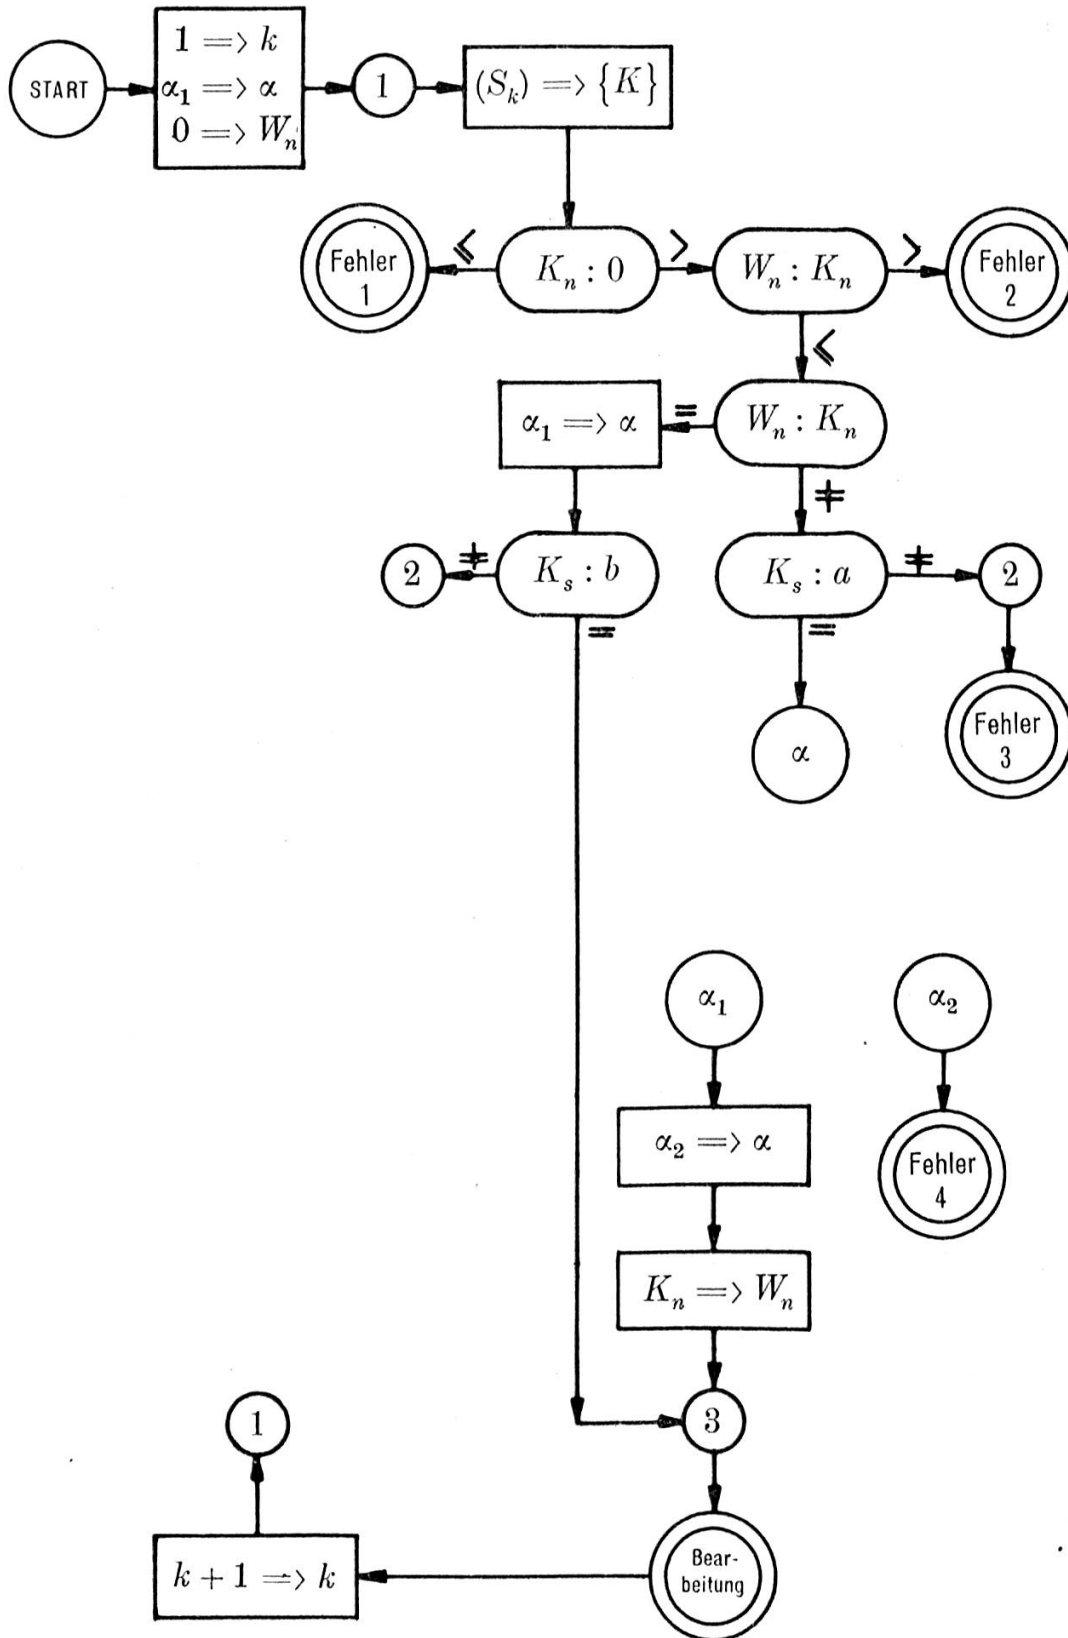 START
1 => k
α₁ => α
0 => Wₙ
1
(Sₖ) => {K}
Fehler
1
⩽
Kₙ : 0
>
Wₙ : Kₙ
>
Fehler
2
⩽
α₁ => α
=
Wₙ : Kₙ
≠
2
≠
Kₛ : b
=
Kₛ : a
≠
2
=
α
Fehler
3
α₁
α₂
α₂ => α
Fehler
4
Kₙ => Wₙ
1
3
k + 1 => k
Bear-
beitung